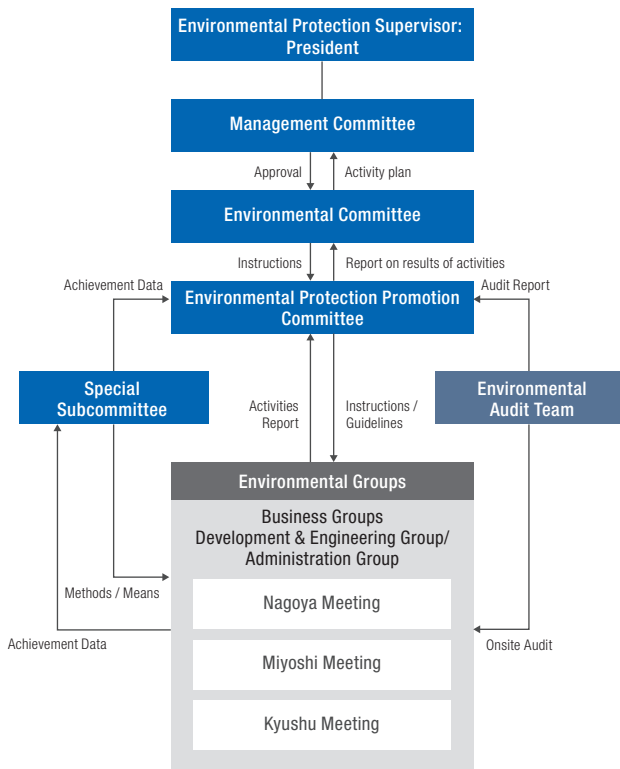 Environmental Protection Supervisor:
President
Management Committee
Approval
Activity plan
Environmental Committee
Instructions
Report on results of activities
Achievement Data
Audit Report
Environmental Protection Promotion
Committee
Special
Subcommittee
Activities
Report
Instructions /
Guidelines
Environmental
Audit Team
Environmental Groups
Business Groups
Development & Engineering Group/
Administration Group
Methods / Means
Nagoya Meeting
Achievement Data
Onsite Audit
Miyoshi Meeting
Kyushu Meeting